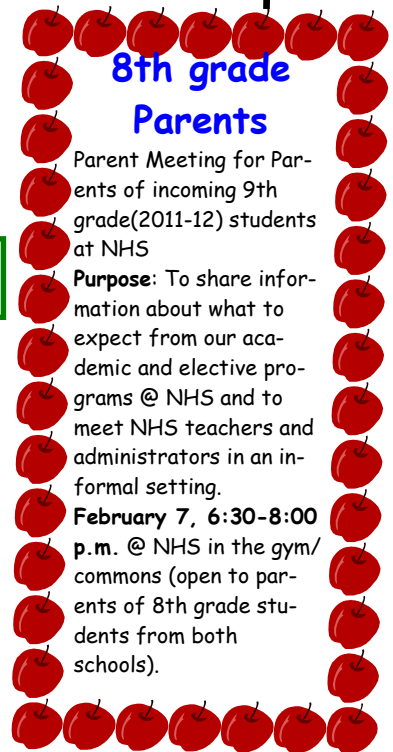 8th grade
Parents
Parent Meeting for Par-
ents of incoming 9th
grade(2011-12) students
at NHS
Purpose: To share infor-
mation about what to
expect from our aca-
demic and elective pro-
grams @ NHS and to
meet NHS teachers and
administrators in an in-
formal setting.
February 7, 6:30-8:00
p.m. @ NHS in the gym/
commons (open to par-
ents of 8th grade stu-
dents from both
schools).